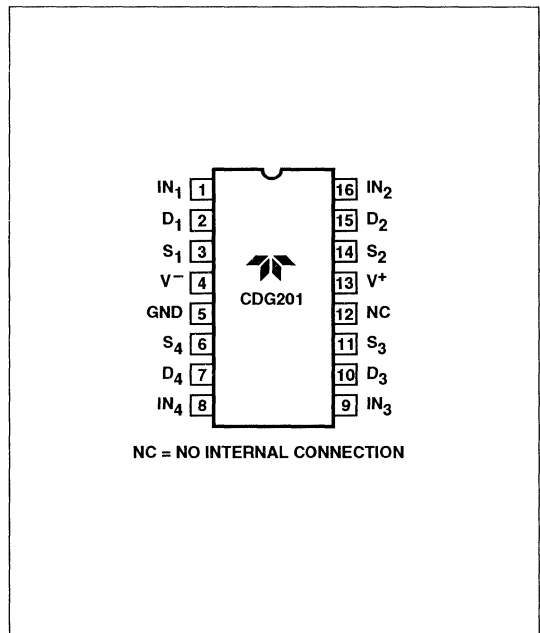 IN1 1 16 IN2
D1 2 15 D2
S1 3 14 S2
V− 4 13 V+
CDG201
GND 5 12 NC
S4 6 11 S3
D4 7 10 D3
IN4 8 9 IN3
NC = NO INTERNAL CONNECTION